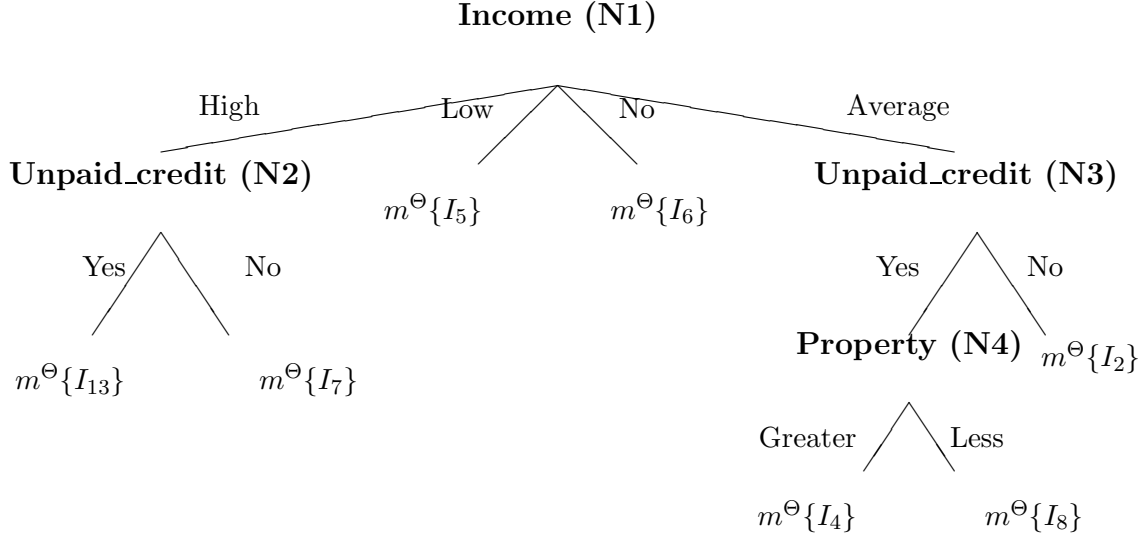 Income (N1)
High Low No Average
Unpaid_credit (N2) Unpaid_credit (N3)
m^Θ{I_5} m^Θ{I_6}
Yes No Yes No
Property (N4) m^Θ{I_2}
m^Θ{I_13} m^Θ{I_7}
Greater Less
m^Θ{I_4} m^Θ{I_8}